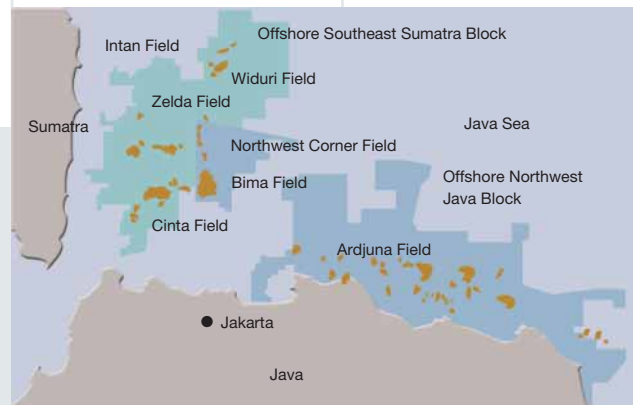 Offshore Southeast Sumatra Block
Intan Field
Widuri Field
Zelda Field
Sumatra
Java Sea
Northwest Corner Field
Bima Field
Offshore Northwest
Java Block
Cinta Field
Ardjuna Field
Jakarta
Java